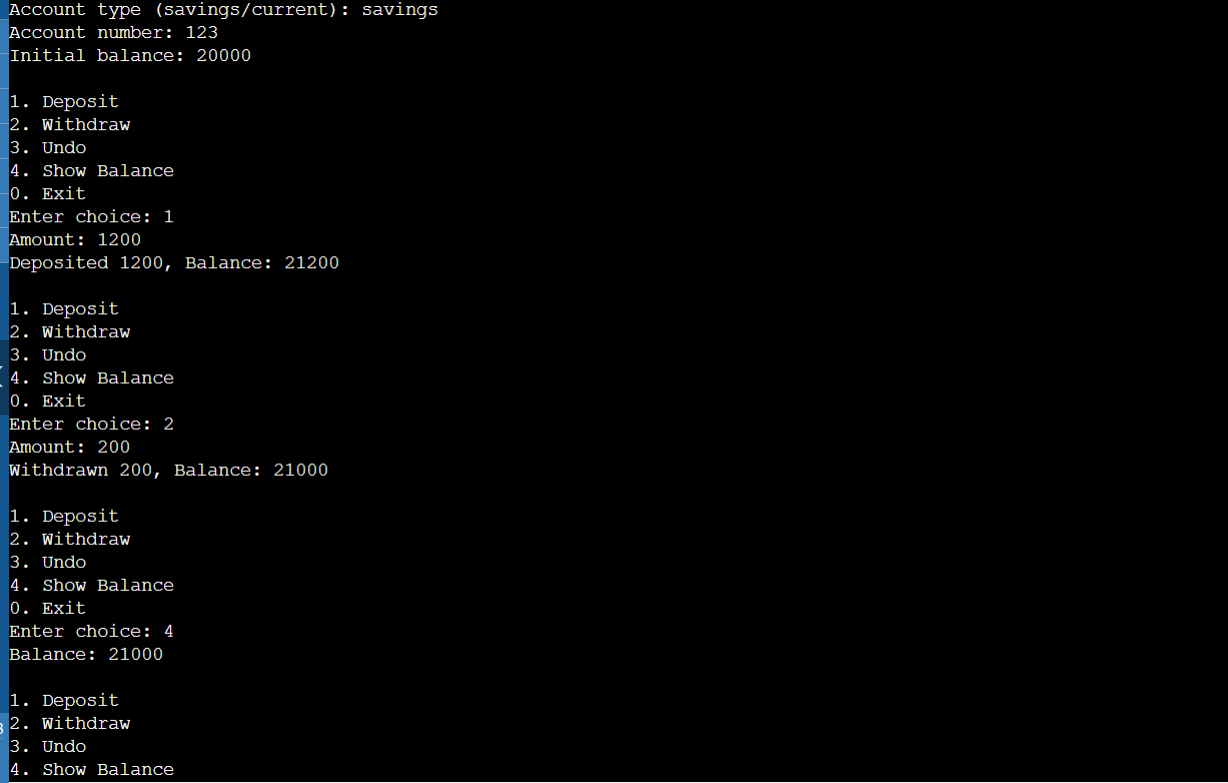 Account type (savings/current): savings
Account number: 123
Initial balance: 20000
1. Deposit
2. Withdraw
3. Undo
4. Show Balance
0. Exit
Enter choice: 1
Amount: 1200
Deposited 1200, Balance: 21200
1. Deposit
2. Withdraw
3. Undo
4. Show Balance
0. Exit
Enter choice: 2
Amount: 200
Withdrawn 200, Balance: 21000
1. Deposit
2. Withdraw
3. Undo
4. Show Balance
0. Exit
Enter choice: 4
Balance: 21000
1. Deposit
2. Withdraw
3. Undo
4. Show Balance